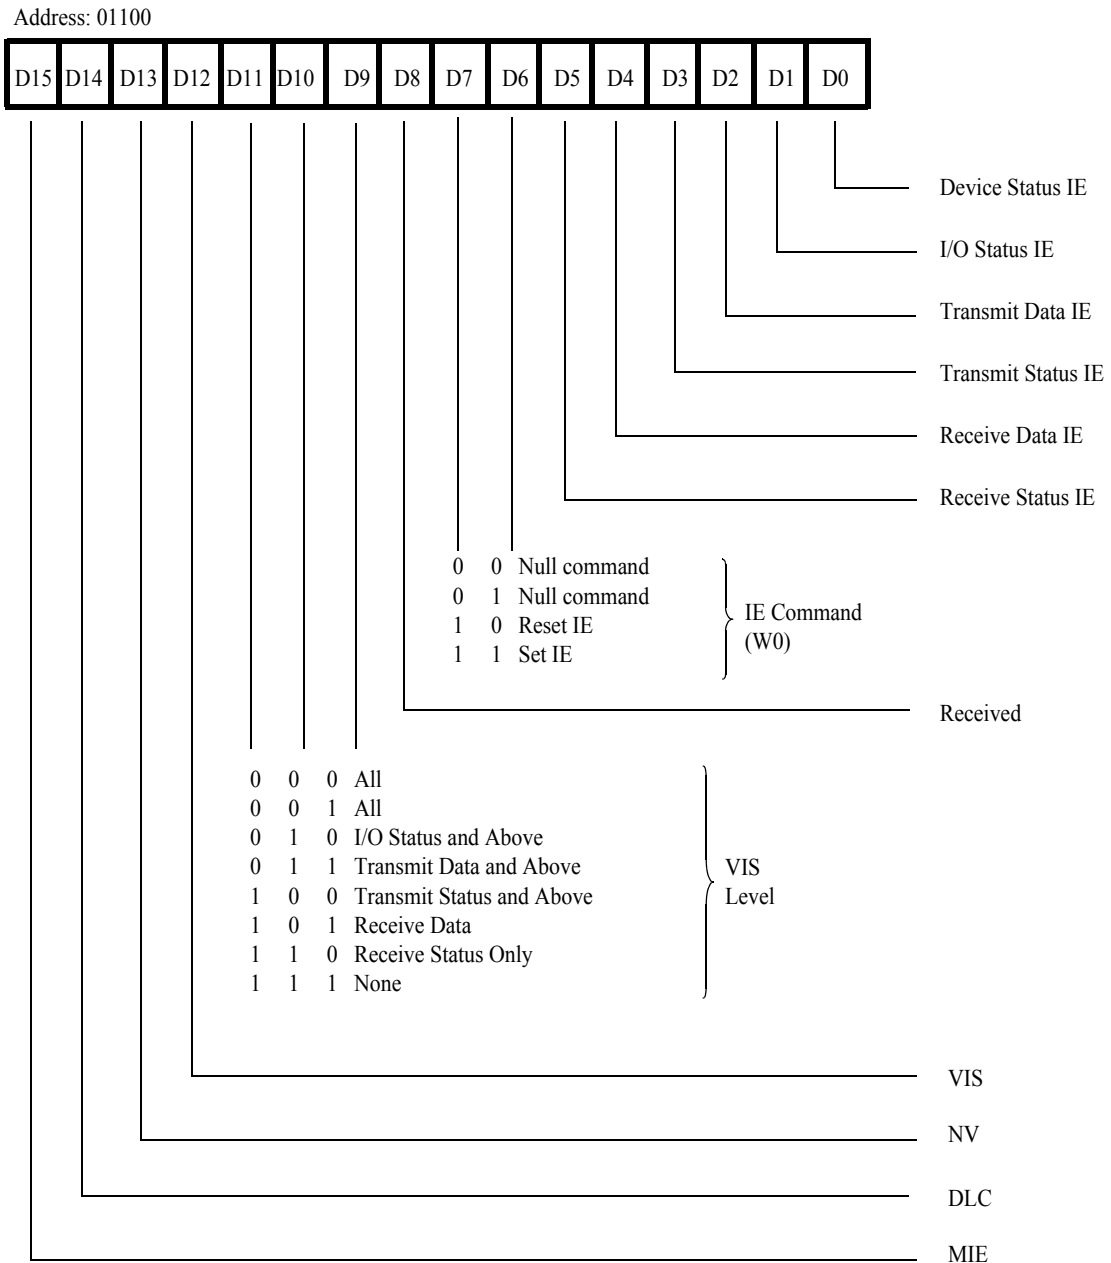 Address: 01100
D15 D14 D13 D12 D11 D10 D9 D8 D7 D6 D5 D4 D3 D2 D1 D0
Device Status IE
I/O Status IE
Transmit Data IE
Transmit Status IE
Receive Data IE
Receive Status IE
0 0 Null command
0 1 Null command
1 0 Reset IE
1 1 Set IE
IE Command
(W0)
Received
0 0 0 All
0 0 1 All
0 1 0 I/O Status and Above
0 1 1 Transmit Data and Above
1 0 0 Transmit Status and Above
1 0 1 Receive Data
1 1 0 Receive Status Only
1 1 1 None
VIS
Level
VIS
NV
DLC
MIE